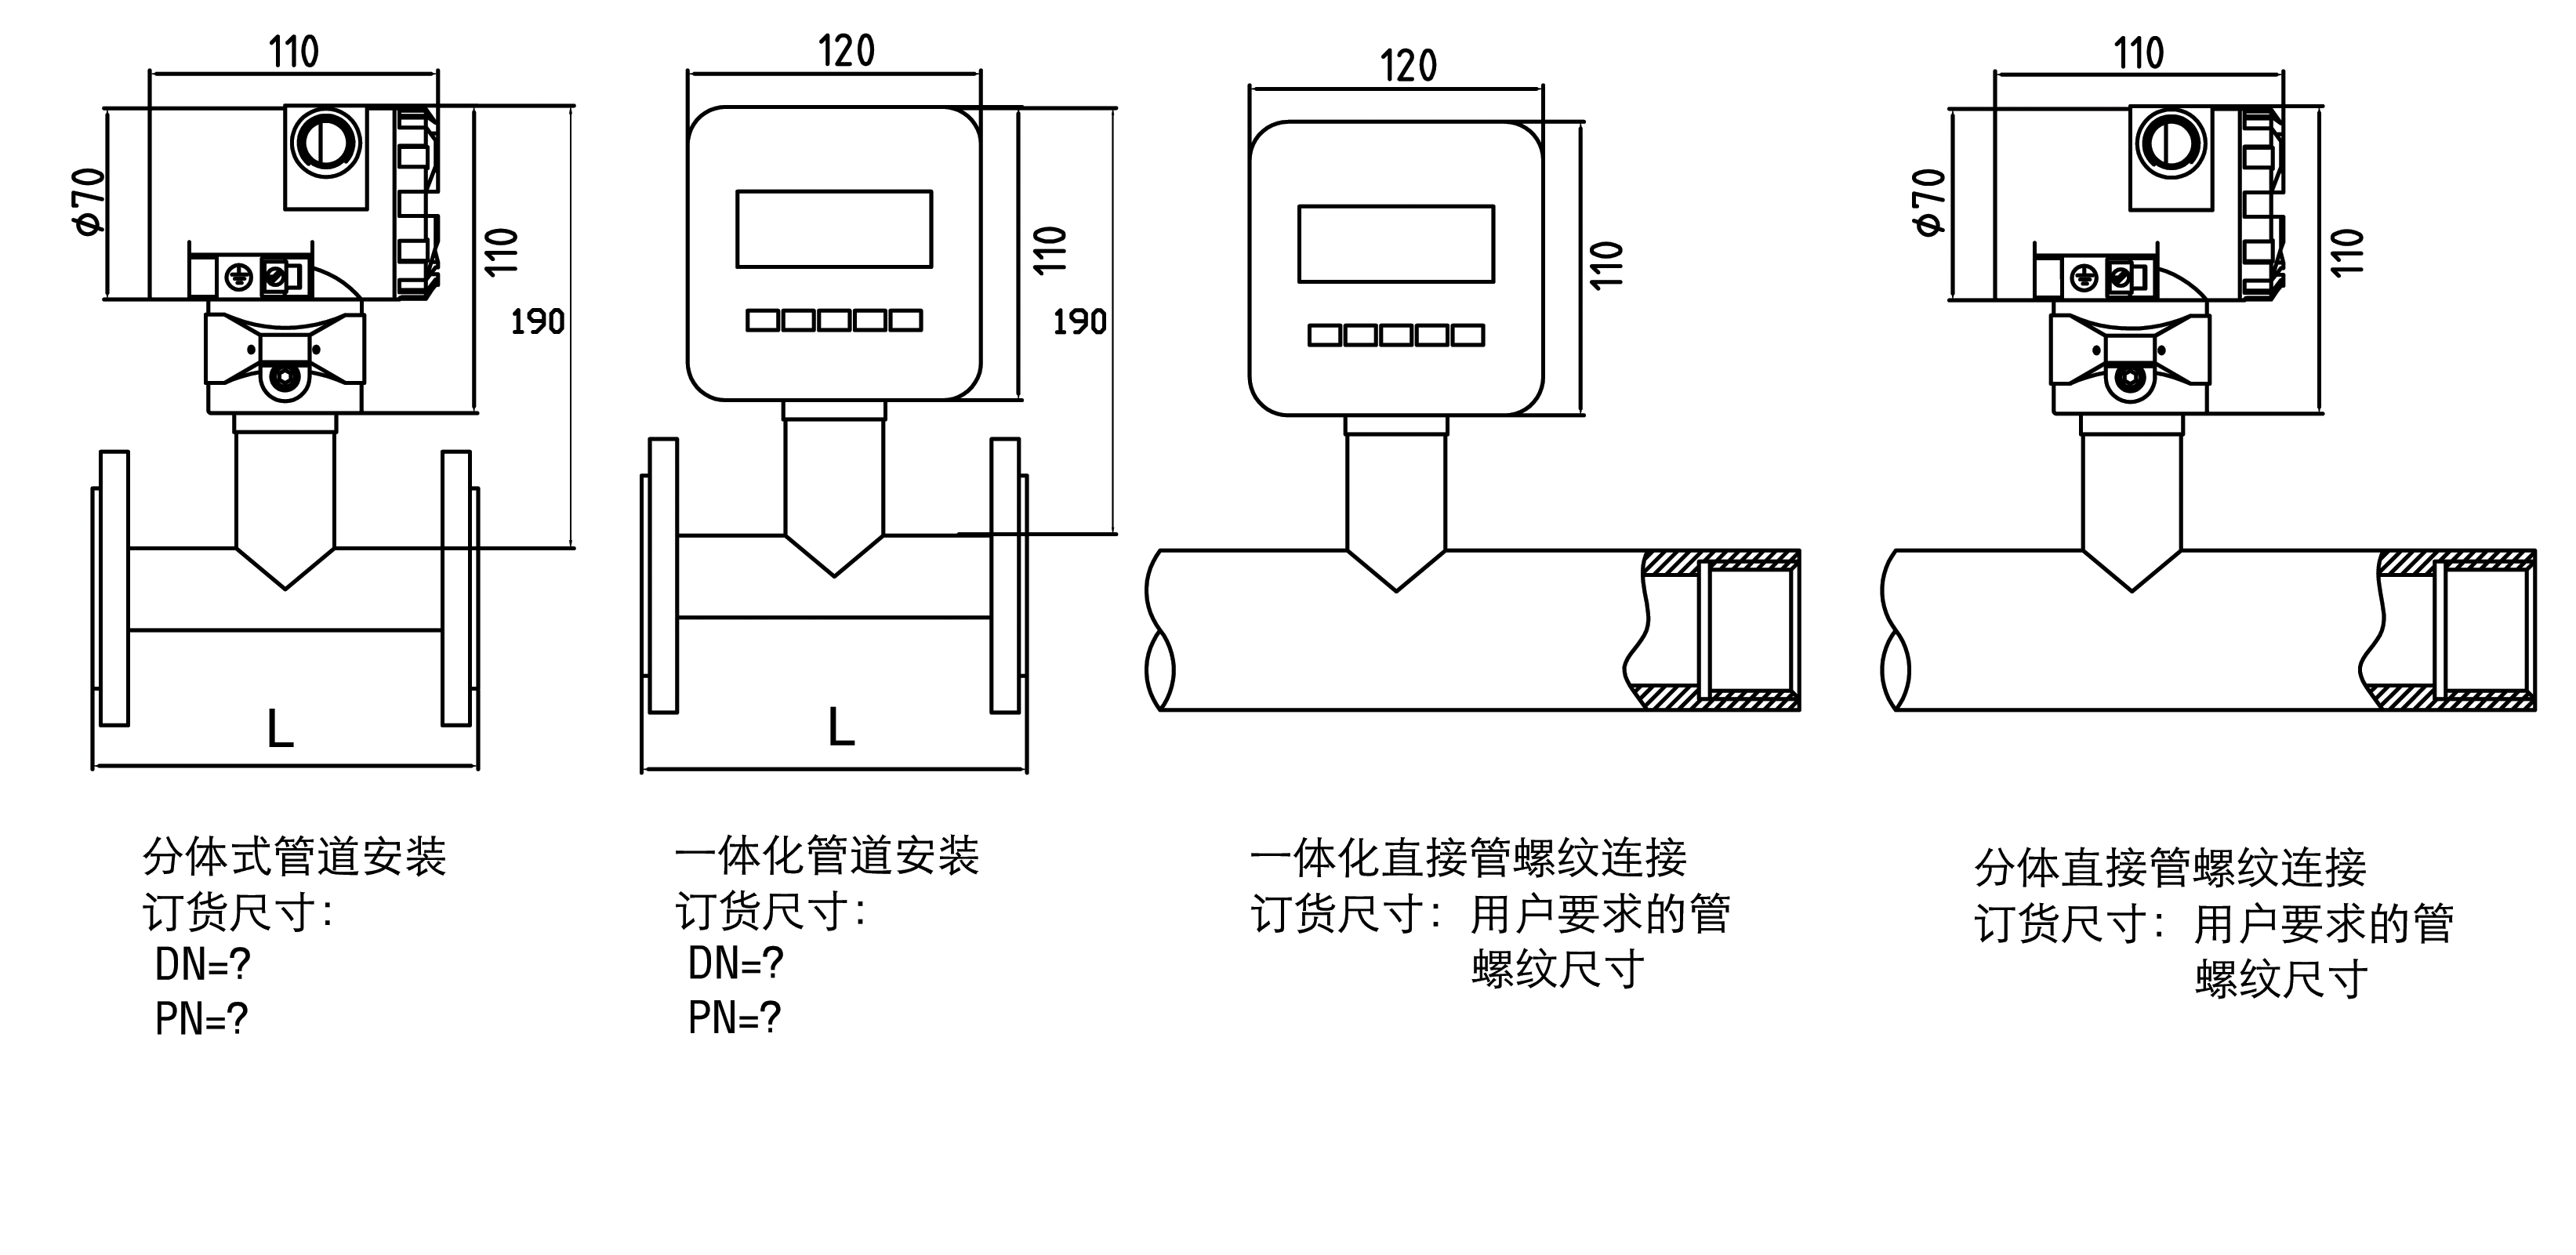 110
φ70
110
190
L
分体式管道安装
订货尺寸:
DN=?
PN=?
120
110
190
L
一体化管道安装
订货尺寸:
DN=?
PN=?
120
110
一体化直接管螺纹连接
订货尺寸: 用户要求的管
螺纹尺寸
110
φ70
110
分体直接管螺纹连接
订货尺寸: 用户要求的管
螺纹尺寸